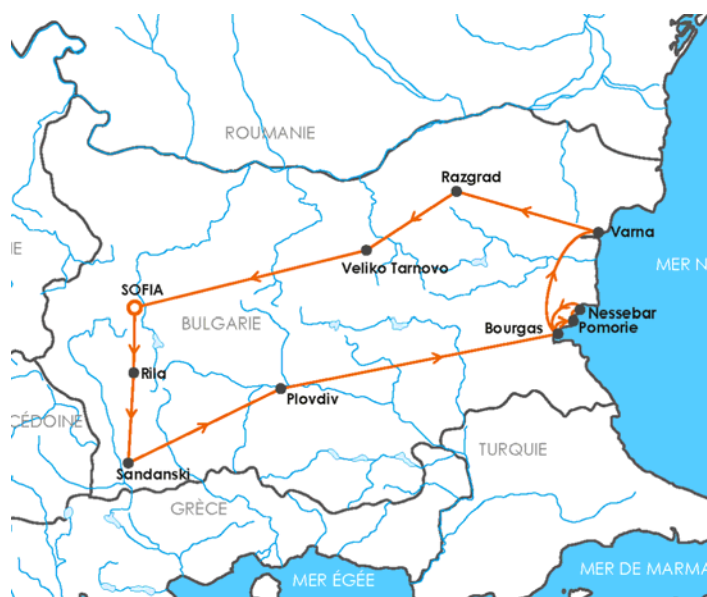 ROUMANIE
Razgrad
Varna
IE
Veliko Tarnovo
MER N
SOFIA
BULGARIE
Nessebar
Pomorie
Bourgas
Rila
Plovdiv
CÉDOINE
TURQUIE
Sandanski
GRÈCE
MER ÉGÉE
MER DE MARMA